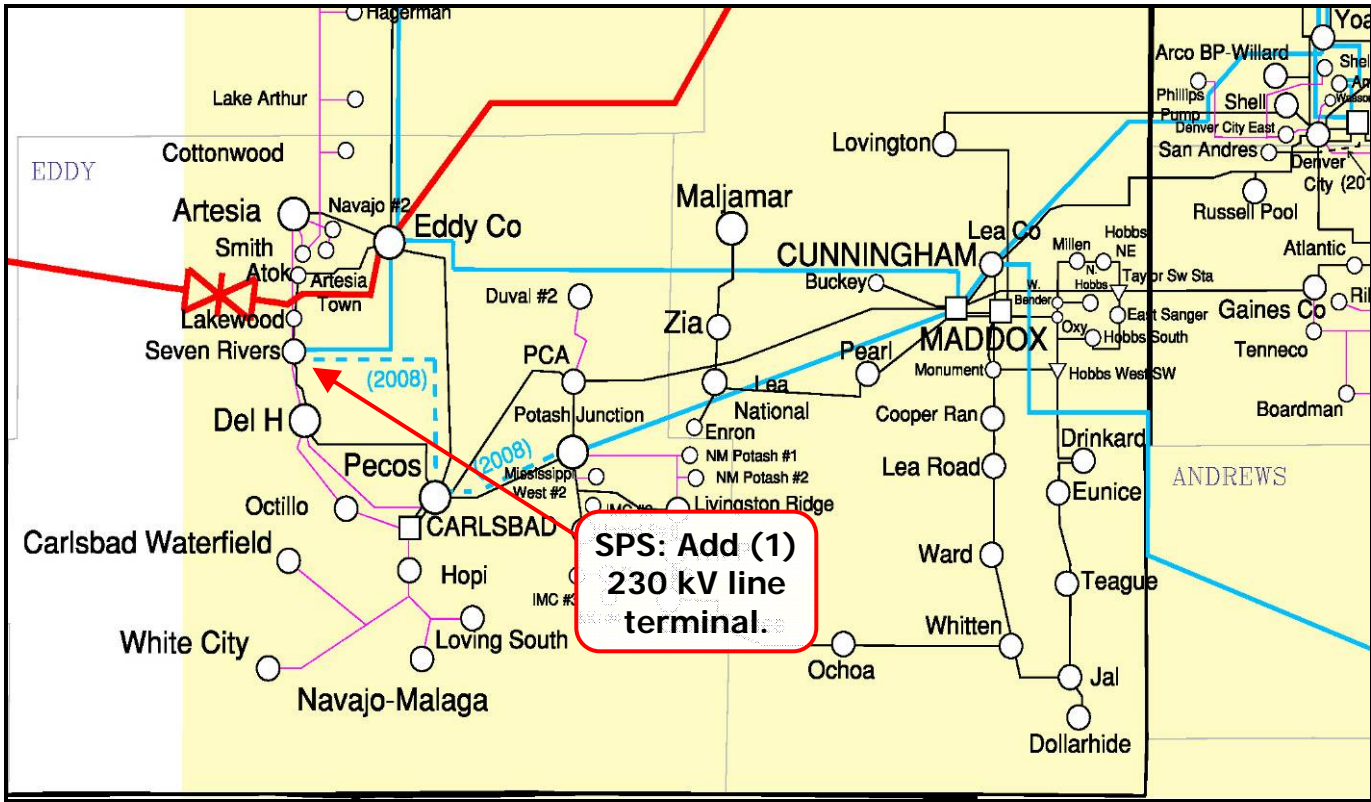 Hagerman
Yoa
Arco BP-Willard
Shel
Lake Arthur
Phillips
Pump
Shell
Wasson
Denver City East
Lovington
San Andres
Denver
City (201
Cottonwood
EDDY
Artesia
Navajo #2
Maljamar
Russell Pool
Smith
Eddy Co
Lea Co
Hobbs
NE
Millen
Atlantic
CUNNINGHAM
Atok
Artesia
Town
Duval #2
Buckey
N.
Hobbs
Taylor Sw Sta
W.
Bender
Gaines Co
Lakewood
Zia
East Sanger
Oxy
Seven Rivers
MADDOX
Hobbs South
Tenneco
PCA
Pearl
(2008)
Monument
Hobbs West SW
Lea
National
Boardman
Del H
Potash Junction
Cooper Ran
Enron
Drinkard
Pecos
(2008)
NM Potash #1
Lea Road
Mississippi
West #2
NM Potash #2
ANDREWS
Octillo
Eunice
Livingston Ridge
CARLSBAD
SPS: Add (1)
230 kV line
terminal.
Carlsbad Waterfield
Ward
Hopi
Teague
IMC #3
White City
Loving South
Whitten
Ochoa
Jal
Navajo-Malaga
Dollarhide